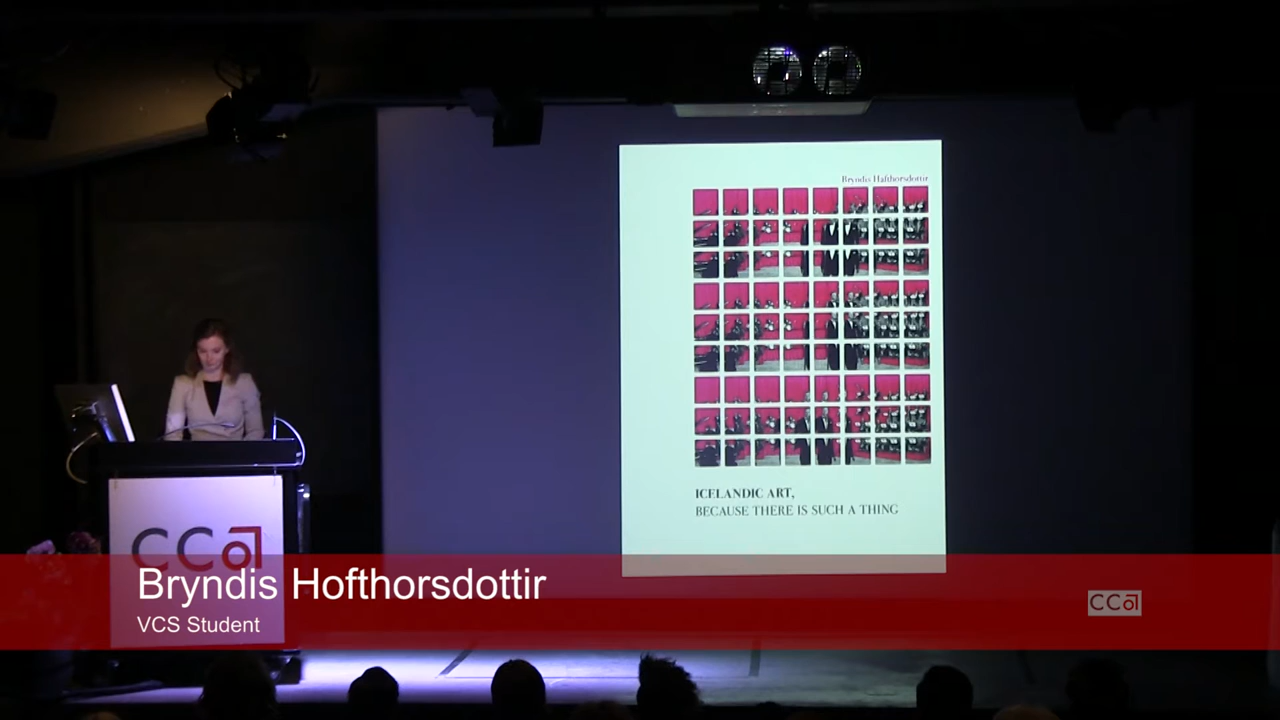 Bryndis Hafthorsdottir
ICELANDIC ART,
BECAUSE THERE IS SUCH A THING
CCA
Bryndis Hofthorsdottir
VCS Student
CCA